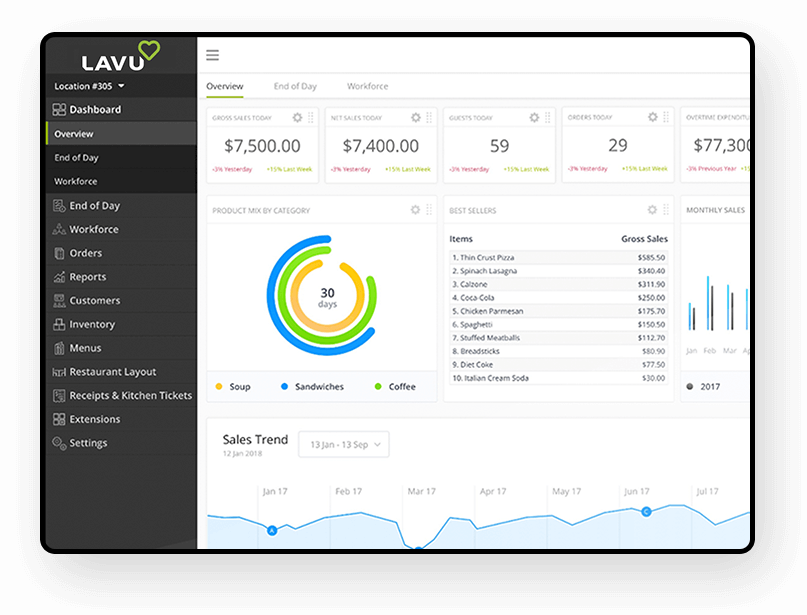 LAVU
Location #305
Dashboard
Overview
End of Day
Workforce
End of Day
Workforce
Orders
Reports
Customers
Inventory
Menus
Restaurant Layout
Receipts & Kitchen Tickets
Extensions
Settings
Overview End of Day Workforce
GROSS SALES TODAY
$7,500.00
-3% Yesterday +15% Last Week
NET SALES TODAY
$7,400.00
-3% Yesterday +15% Last Week
GUESTS TODAY
59
-3% Yesterday +15% Last Week
ORDERS TODAY
29
-3% Yesterday +15% Last Week
OVERTIME EXPENDITU
$77,300
-3% Previous Year +15%
PRODUCT MIX BY CATEGORY
30
days
Soup Sandwiches Coffee
BEST SELLERS
Items Gross Sales
1. Thin Crust Pizza $585.50
2. Spinach Lasagna $340.40
3. Calzone $311.90
4. Coca-Cola $250.00
5. Chicken Parmesan $175.70
6. Spaghetti $150.50
7. Stuffed Meatballs $112.70
8. Breadsticks $80.90
9. Diet Coke $77.50
10. Italian Cream Soda $30.00
MONTHLY SALES
Jan Feb Mar Ap
2017
Sales Trend
12 Jan 2018
13 Jan - 13 Sep
Jan 17 Feb 17 Mar 17 Apr 17 May 17 Jun 17 Jul 17
A
C